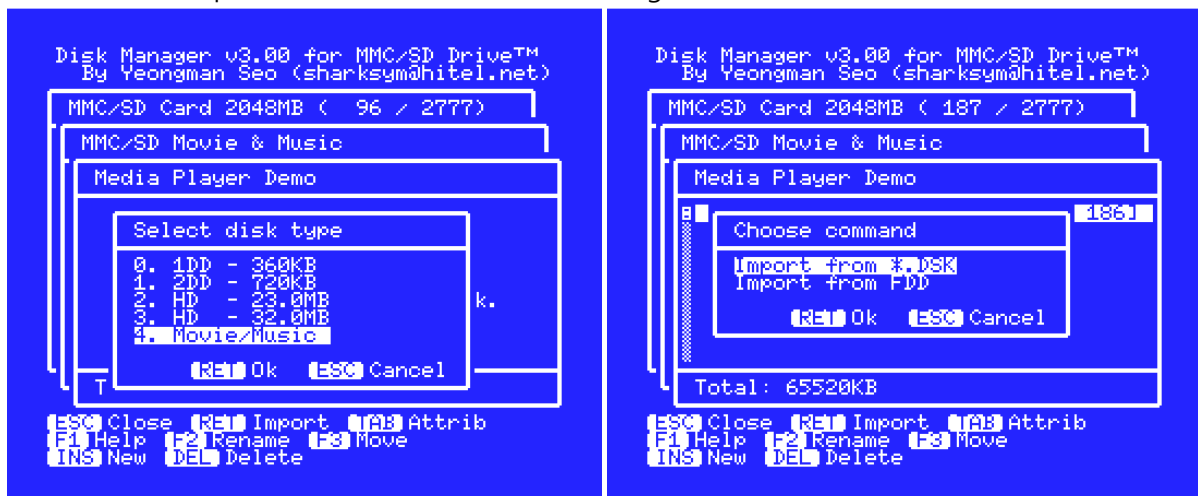 Disk Manager v3.00 for MMC/SD Drive™
By Yeongman Seo (sharksym@hitel.net)
MMC/SD Card 2048MB (  96 / 2777)
MMC/SD Movie & Music
Media Player Demo
Select disk type
0. 1DD - 360KB
1. 2DD - 720KB
2. HD  - 23.0MB
3. HD  - 32.0MB
4. Movie/Music
k.
RET Ok  ESC Cancel
T
ESC Close  RET Import  TAB Attrib
F1 Help  F2 Rename  F3 Move
INS New  DEL Delete
Disk Manager v3.00 for MMC/SD Drive™
By Yeongman Seo (sharksym@hitel.net)
MMC/SD Card 2048MB ( 187 / 2777)
MMC/SD Movie & Music
Media Player Demo
186]
Choose command
Import from *.DSK
Import from FDD
RET Ok  ESC Cancel
Total: 65520KB
ESC Close  RET Import  TAB Attrib
F1 Help  F2 Rename  F3 Move
INS New  DEL Delete